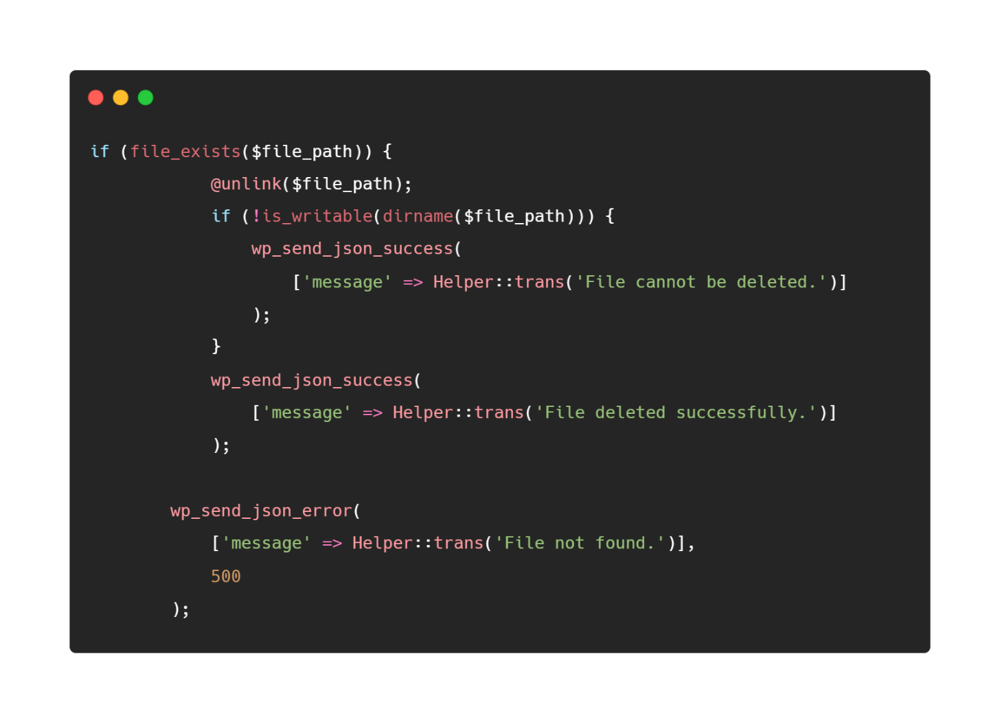 if (file_exists($file_path)) {
            @unlink($file_path);
            if (!is_writable(dirname($file_path))) {
                wp_send_json_success(
                    ['message' => Helper::trans('File cannot be deleted.')]
                );
            }
            wp_send_json_success(
                ['message' => Helper::trans('File deleted successfully.')]
            );

        wp_send_json_error(
            ['message' => Helper::trans('File not found.')],
            500
        );